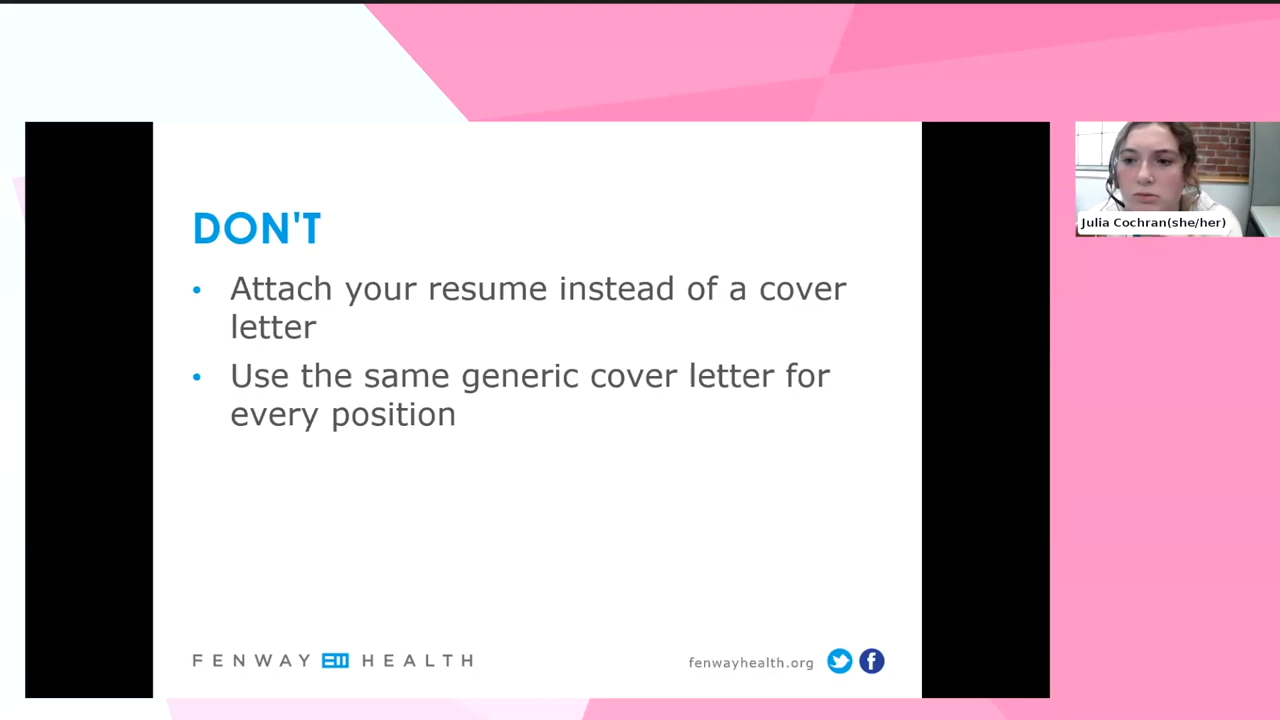 DON'T
• Attach your resume instead of a cover
letter
• Use the same generic cover letter for
every position
FENWAY HEALTH
fenwayhealth.org
Julia Cochran(she/her)